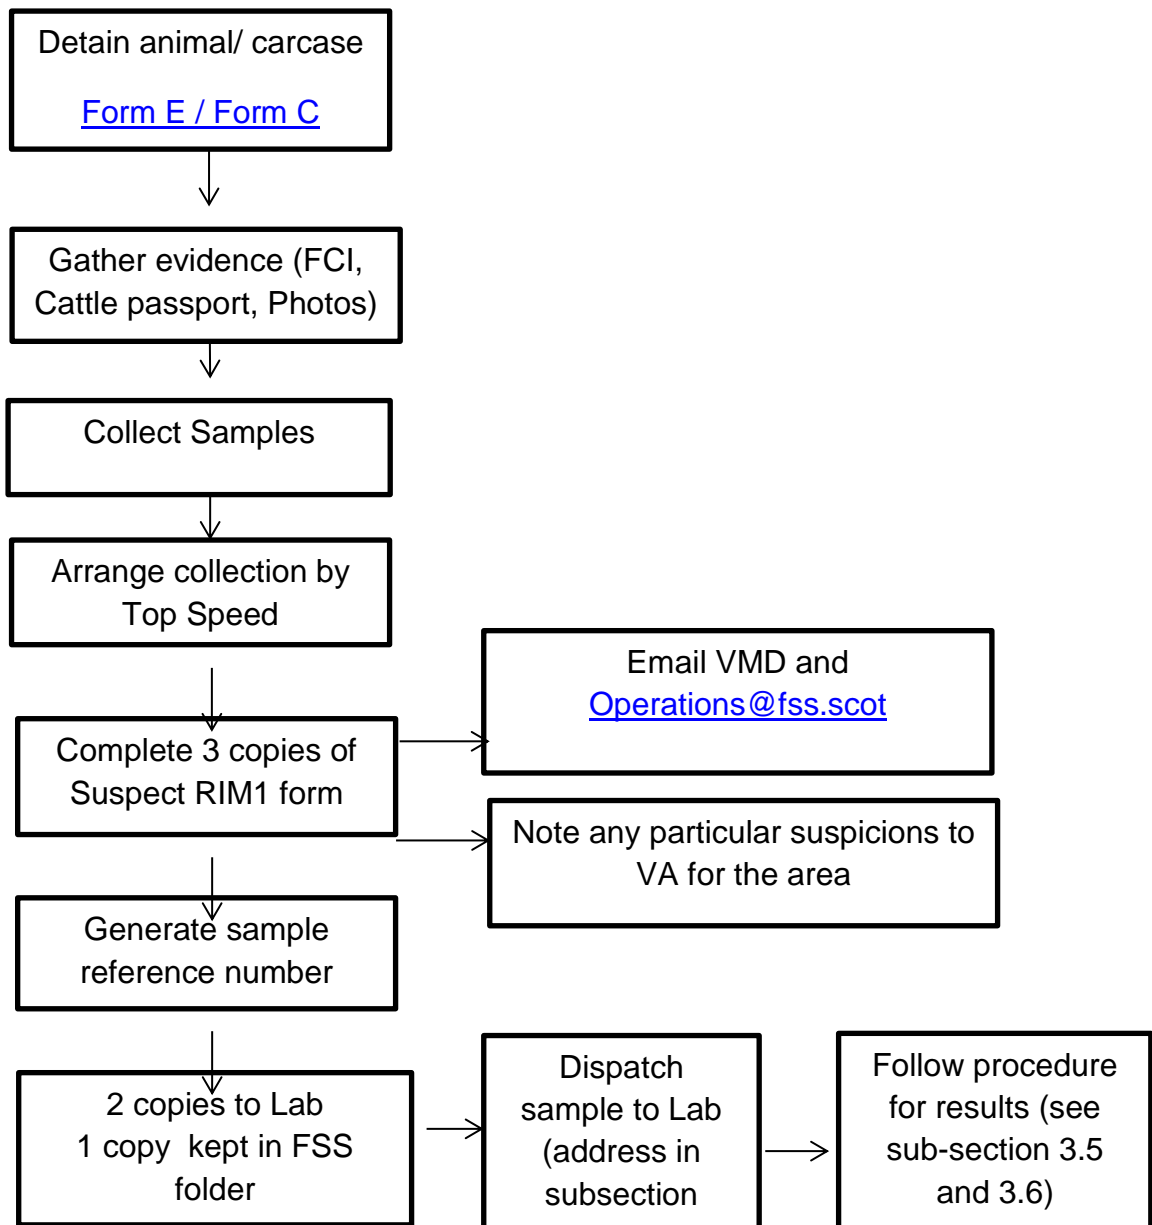 Detain animal/ carcase
Form E / Form C
Gather evidence (FCI,
Cattle passport, Photos)
Collect Samples
Arrange collection by
Top Speed
Complete 3 copies of
Suspect RIM1 form
Email VMD and
Operations@fss.scot
Note any particular suspicions to
VA for the area
Generate sample
reference number
2 copies to Lab
1 copy kept in FSS
folder
Dispatch
sample to Lab
(address in
subsection
Follow procedure
for results (see
sub-section 3.5
and 3.6)